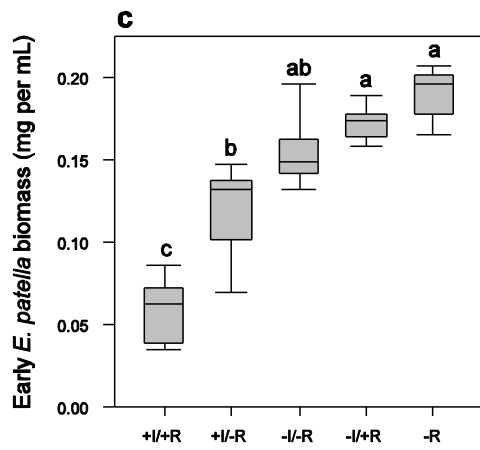 c
Early E. patella biomass (mg per mL)
0.20
0.15
0.10
0.05
0.00
c
b
ab
a
a
+I/+R
+I/-R
-I/-R
-I/+R
-R